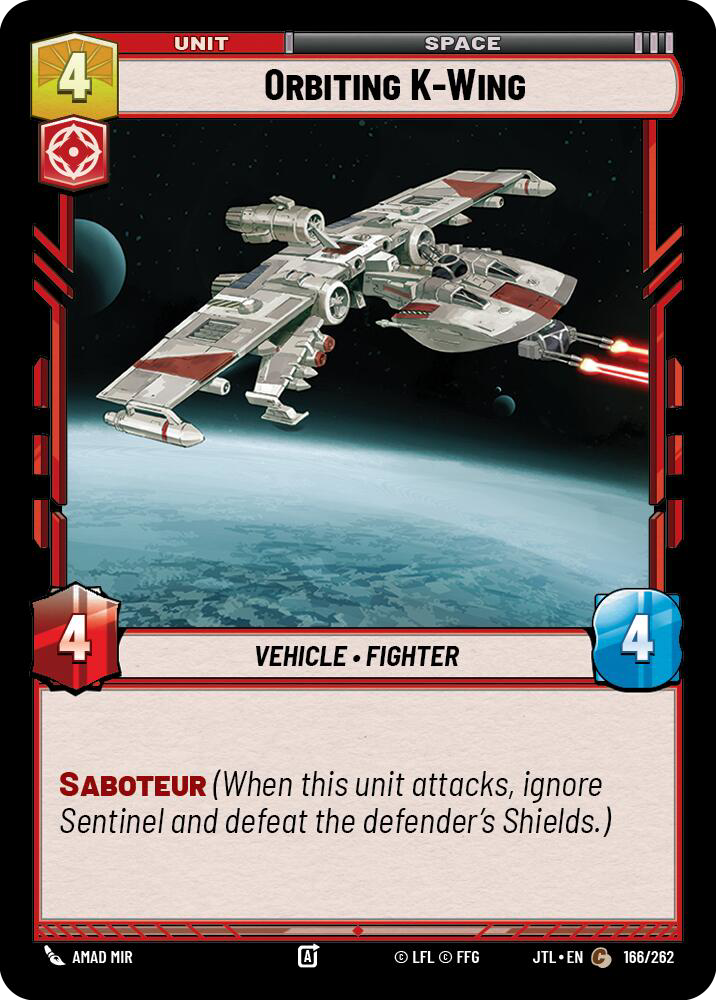 UNIT SPACE
4 ORBITING K-WING
4 VEHICLE • FIGHTER 4
SABOTEUR (When this unit attacks, ignore
Sentinel and defeat the defender's Shields.)
AMAD MIR A © LFL © FFG JTL • EN C 166/262